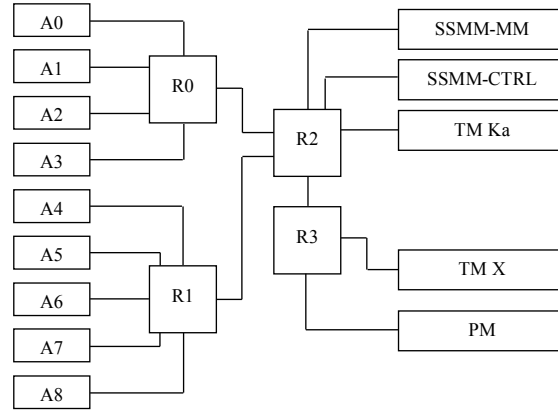 A0
A1
A2
A3
A4
A5
A6
A7
A8
R0
R1
R2
R3
SSMM-MM
SSMM-CTRL
TM Ka
TM X
PM